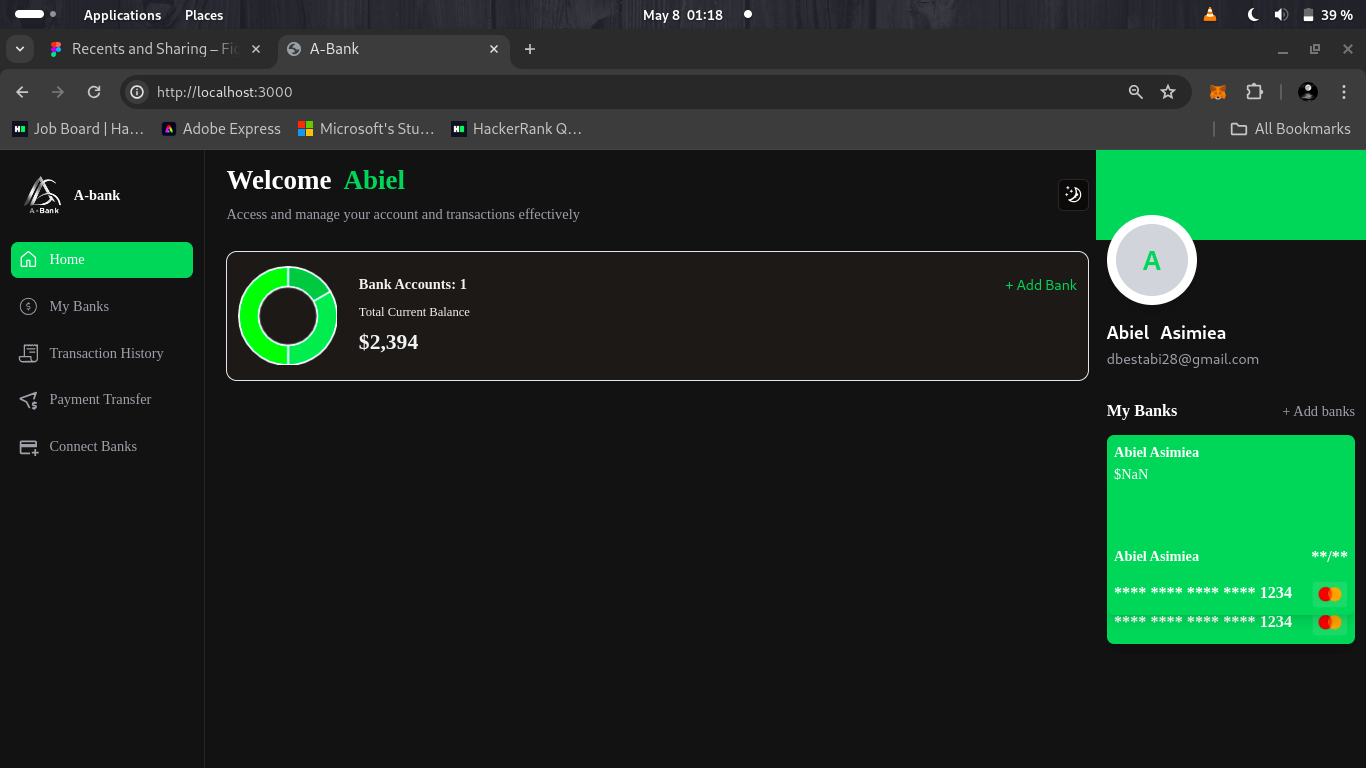 Applications Places May 8 01:18 39 %
Recents and Sharing – Fig A-Bank
http://localhost:3000
Job Board | Ha… Adobe Express Microsoft's Stu… HackerRank Q… All Bookmarks
A-Bank
A-bank
Home
My Banks
Transaction History
Payment Transfer
Connect Banks
Welcome Abiel
Access and manage your account and transactions effectively
Bank Accounts: 1
+ Add Bank
Total Current Balance
$2,394
A
Abiel Asimiea
dbestabi28@gmail.com
My Banks + Add banks
Abiel Asimiea
$NaN
Abiel Asimiea **/**
**** **** **** **** 1234
**** **** **** **** 1234